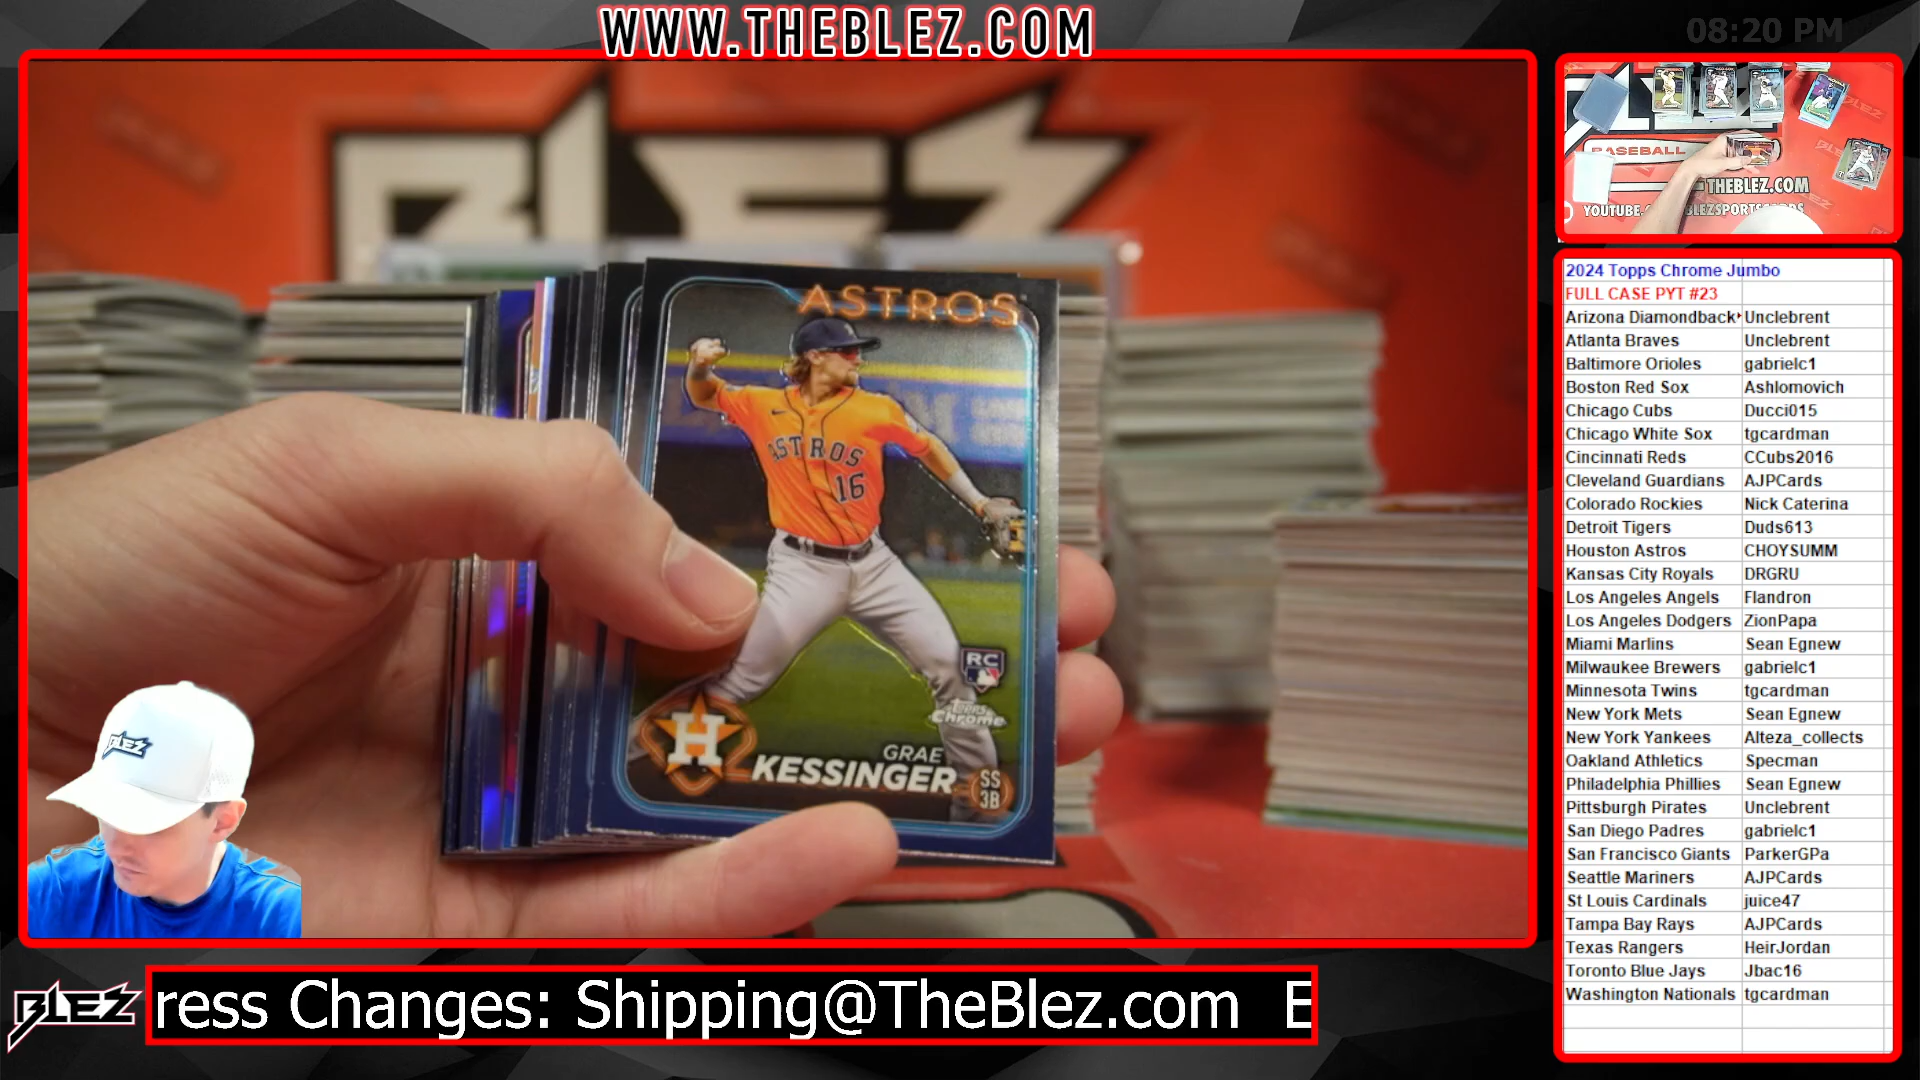 WWW.THEBLEZ.COM
08:20 PM
BLEZ
ASTROS
ASTROS
16
RC
Topps
Chrome
H
GRAE
KESSINGER
SS
3B
BLEZ
BASEBALL
BLEZ
THEBLEZ.COM
YOUTUBE.
BLEZSPORTSCARDS
2024 Topps Chrome Jumbo
FULL CASE PYT #23
Arizona Diamondback Unclebrent
Atlanta Braves Unclebrent
Baltimore Orioles gabrielc1
Boston Red Sox Ashlomovich
Chicago Cubs Ducci015
Chicago White Sox tgcardman
Cincinnati Reds CCubs2016
Cleveland Guardians AJPCards
Colorado Rockies Nick Caterina
Detroit Tigers Duds613
Houston Astros CHOYSUMM
Kansas City Royals DRGRU
Los Angeles Angels Flandron
Los Angeles Dodgers ZionPapa
Miami Marlins Sean Egnew
Milwaukee Brewers gabrielc1
Minnesota Twins tgcardman
New York Mets Sean Egnew
New York Yankees Alteza_collects
Oakland Athletics Specman
Philadelphia Phillies Sean Egnew
Pittsburgh Pirates Unclebrent
San Diego Padres gabrielc1
San Francisco Giants ParkerGPa
Seattle Mariners AJPCards
St Louis Cardinals juice47
Tampa Bay Rays AJPCards
Texas Rangers HeirJordan
Toronto Blue Jays Jbac16
Washington Nationals tgcardman
BLEZ
ress Changes: Shipping@TheBlez.com E